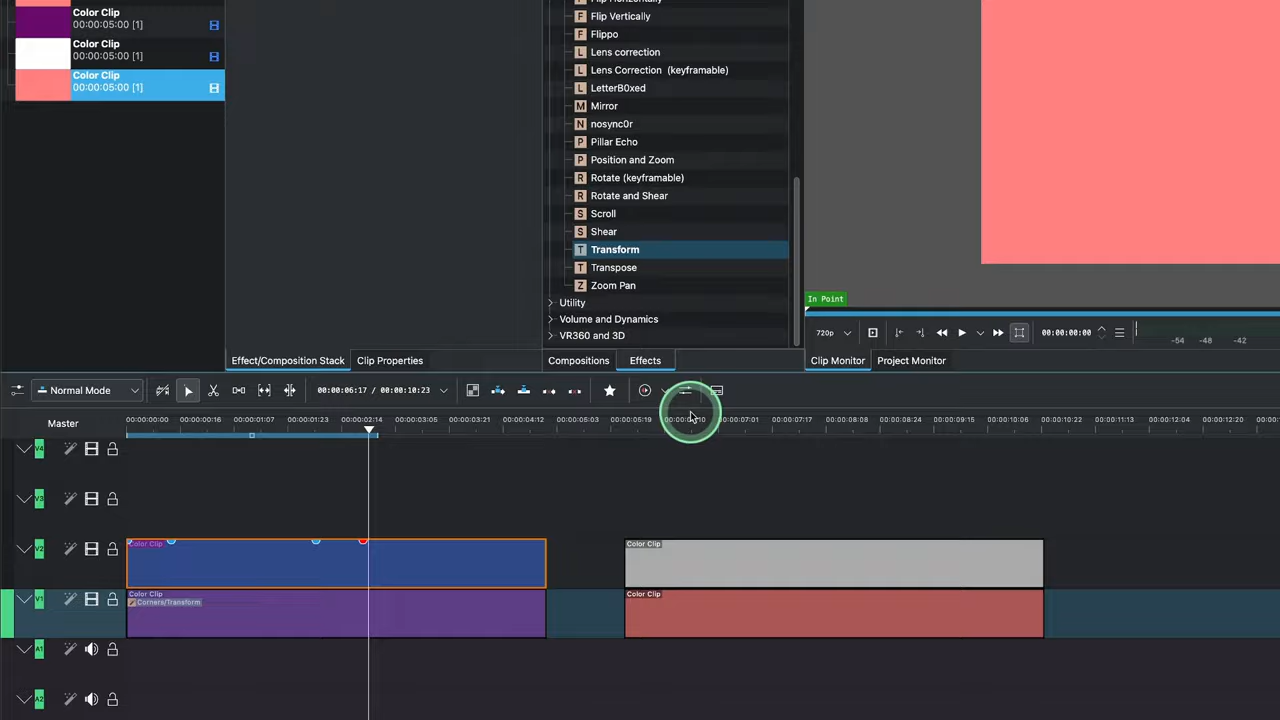 Color Clip
00:00:05:00 [1]
Color Clip
00:00:05:00 [1]
Color Clip
00:00:05:00 [1]
F Flip Vertically
F Flippo
L Lens correction
L Lens Correction (keyframable)
L LetterB0xed
M Mirror
N nosync0r
P Pillar Echo
P Position and Zoom
R Rotate (keyframable)
R Rotate and Shear
S Scroll
S Shear
T Transform
T Transpose
Z Zoom Pan
Utility
Volume and Dynamics
VR360 and 3D
In Point
720p
00:00:00:00
-54 -48 -42
Effect/Composition Stack Clip Properties
Compositions Effects
Clip Monitor Project Monitor
Normal Mode 00:00:06:17 / 00:00:10:23
Master
00:00:00:00 00:00:00:16 00:00:01:07 00:00:01:23 00:00:02:14 00:00:03:05 00:00:03:21 00:00:04:12 00:00:05:03 00:00:05:19 00:00:07:01 00:00:07:17 00:00:08:08 00:00:08:24 00:00:09:15 00:00:10:06 00:00:10:22 00:00:11:13 00:00:12:04 00:00:12:20
V4
V3
V2
Color Clip
Color Clip
V1
Color Clip
Corners/Transform
Color Clip
A1
A2